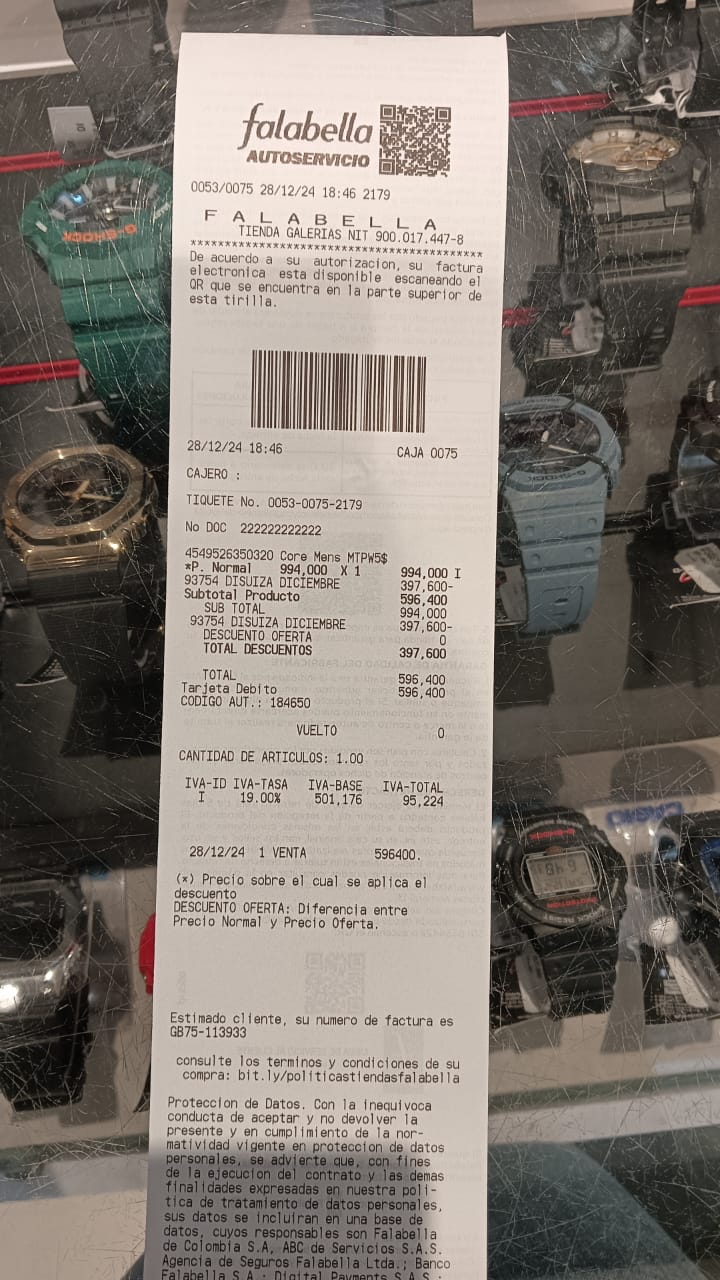 falabella
AUTOSERVICIO
0053/0075 28/12/24 18:46 2179
F A L A B E L L A
TIENDA GALERIAS NIT 900.017.447-8
******************************************
De acuerdo a su autorizacion, su factura
electronica esta disponible escaneando el
QR que se encuentra en la parte superior de
esta tirilla.
28/12/24 18:46 CAJA 0075
CAJERO :
TIQUETE No. 0053-0075-2179
No DOC 222222222222
4549526350320 Core Mens MTPW5$
*P. Normal 994,000 X 1 994,000 I
93754 DISUIZA DICIEMBRE 397,600-
Subtotal Producto 596,400
SUB TOTAL 994,000
93754 DISUIZA DICIEMBRE 397,600-
DESCUENTO OFERTA 0
TOTAL DESCUENTOS 397,600
TOTAL 596,400
Tarjeta Debito 596,400
CODIGO AUT.: 184650
VUELTO 0
CANTIDAD DE ARTICULOS: 1.00
IVA-ID IVA-TASA IVA-BASE IVA-TOTAL
I 19.00% 501,176 95,224
28/12/24 1 VENTA 596400.
(*) Precio sobre el cual se aplica el
descuento
DESCUENTO OFERTA: Diferencia entre
Precio Normal y Precio Oferta.
Estimado cliente, su numero de factura es
GB75-113933
consulte los terminos y condiciones de su
compra: bit.ly/politicastiendasfalabella
Proteccion de Datos. Con la inequivoca
conducta de aceptar y no devolver la
presente y en cumplimiento de la nor-
matividad vigente en proteccion de datos
personales, se advierte que, con fines
de la ejecucion del contrato y las demas
finalidades expresadas en nuestra poli-
tica de tratamiento de datos personales,
sus datos se incluiran en una base de
datos, cuyos responsables son Falabella
de Colombia S.A, ABC de Servicios S.A.S.
Agencia de Seguros Falabella Ltda.; Banco
Falabella S.A.; Digital Payments S.A.S.;
G-SHOCK
G-SHOCK
G-SHOCK
PROTECTION
CASIO